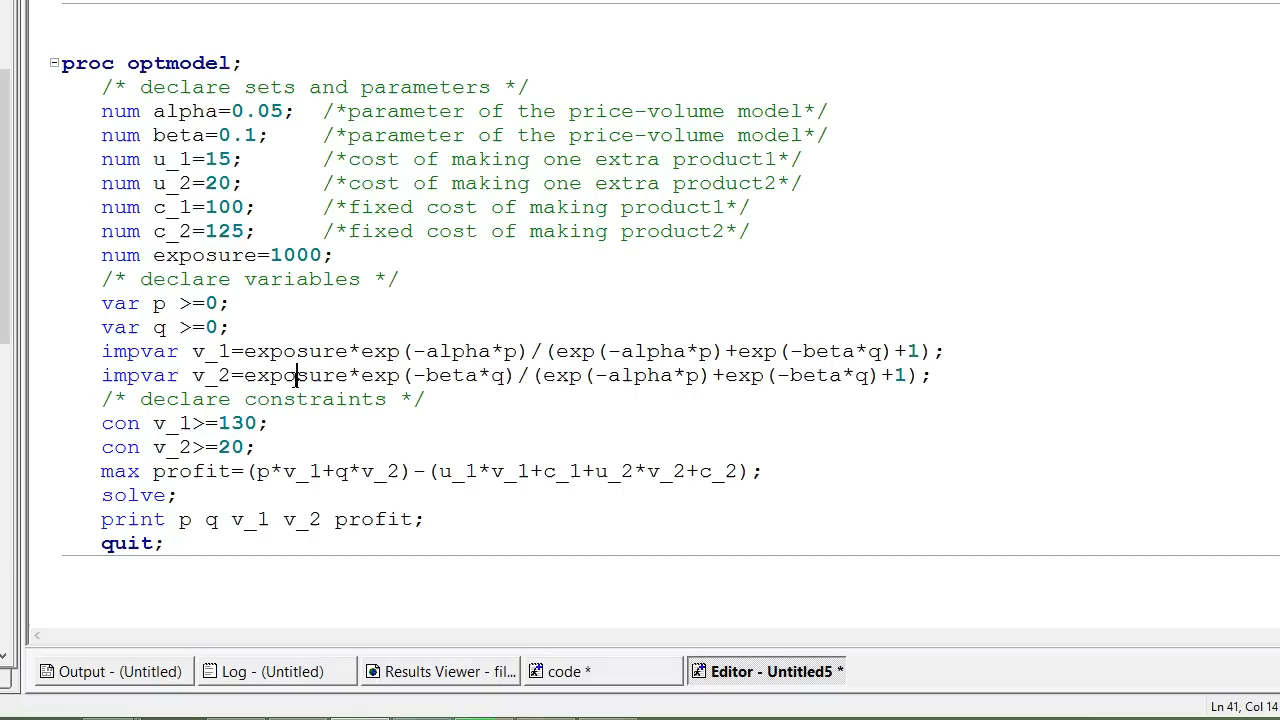 proc optmodel;
/* declare sets and parameters */
num alpha=0.05; /*parameter of the price-volume model*/
num beta=0.1; /*parameter of the price-volume model*/
num u_1=15; /*cost of making one extra product1*/
num u_2=20; /*cost of making one extra product2*/
num c_1=100; /*fixed cost of making product1*/
num c_2=125; /*fixed cost of making product2*/
num exposure=1000;
/* declare variables */
var p >=0;
var q >=0;
impvar v_1=exposure*exp(-alpha*p)/(exp(-alpha*p)+exp(-beta*q)+1);
impvar v_2=exposure*exp(-beta*q)/(exp(-alpha*p)+exp(-beta*q)+1);
/* declare constraints */
con v_1>=130;
con v_2>=20;
max profit=(p*v_1+q*v_2)-(u_1*v_1+c_1+u_2*v_2+c_2);
solve;
print p q v_1 v_2 profit;
quit;
Output - (Untitled) Log - (Untitled) Results Viewer - fil... code * Editor - Untitled5 *
Ln 41, Col 14